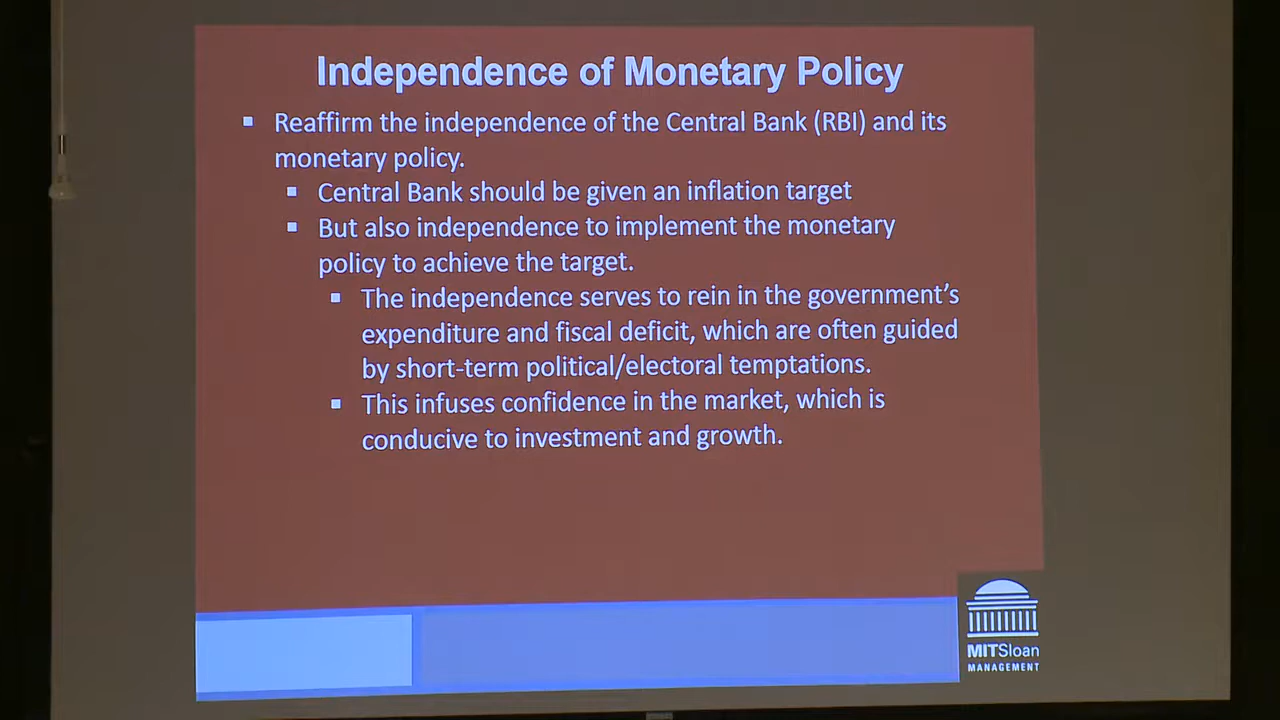 Independence of Monetary Policy
▪ Reaffirm the independence of the Central Bank (RBI) and its
monetary policy.
▪ Central Bank should be given an inflation target
▪ But also independence to implement the monetary
policy to achieve the target.
▪ The independence serves to rein in the government’s
expenditure and fiscal deficit, which are often guided
by short-term political/electoral temptations.
▪ This infuses confidence in the market, which is
conducive to investment and growth.
MITSloan
MANAGEMENT